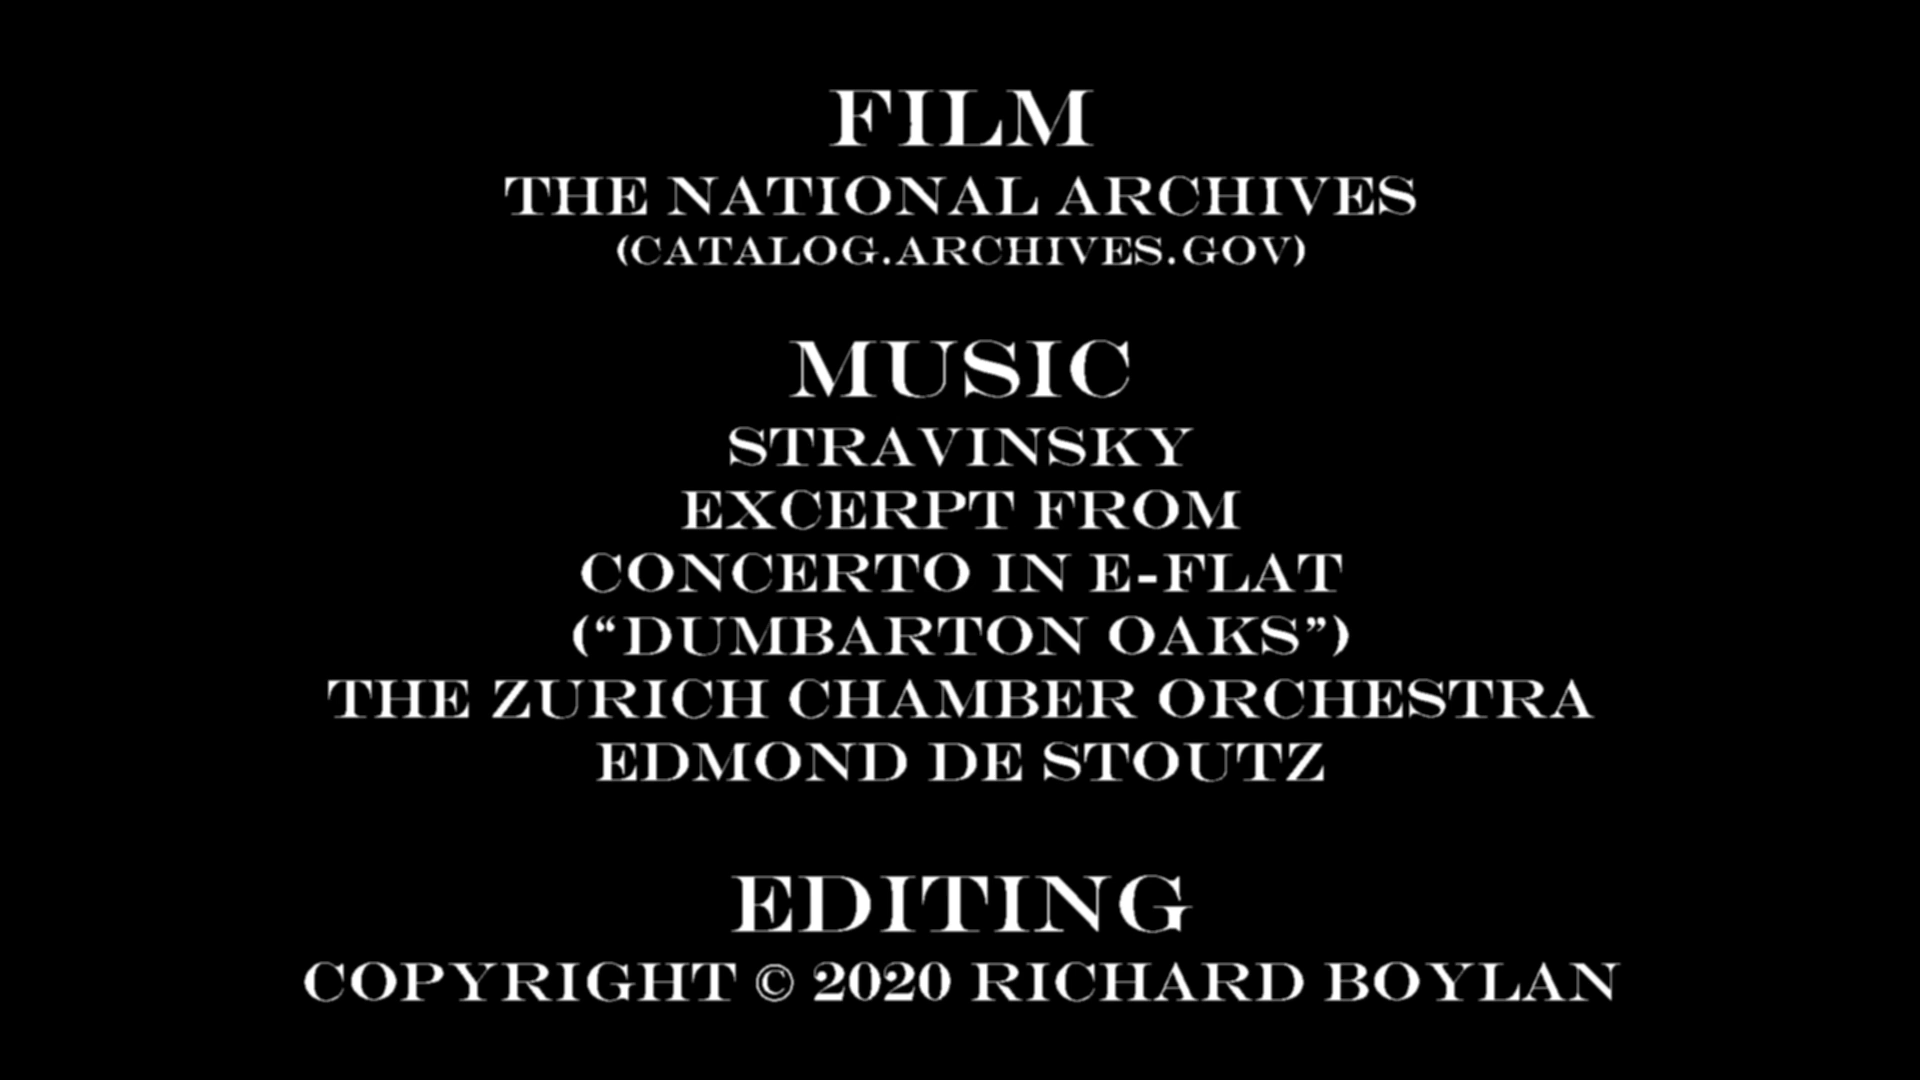 FILM
THE NATIONAL ARCHIVES
(CATALOG.ARCHIVES.GOV)
MUSIC
STRAVINSKY
EXCERPT FROM
CONCERTO IN E-FLAT
(“DUMBARTON OAKS”)
THE ZURICH CHAMBER ORCHESTRA
EDMOND DE STOUTZ
EDITING
COPYRIGHT © 2020 RICHARD BOYLAN